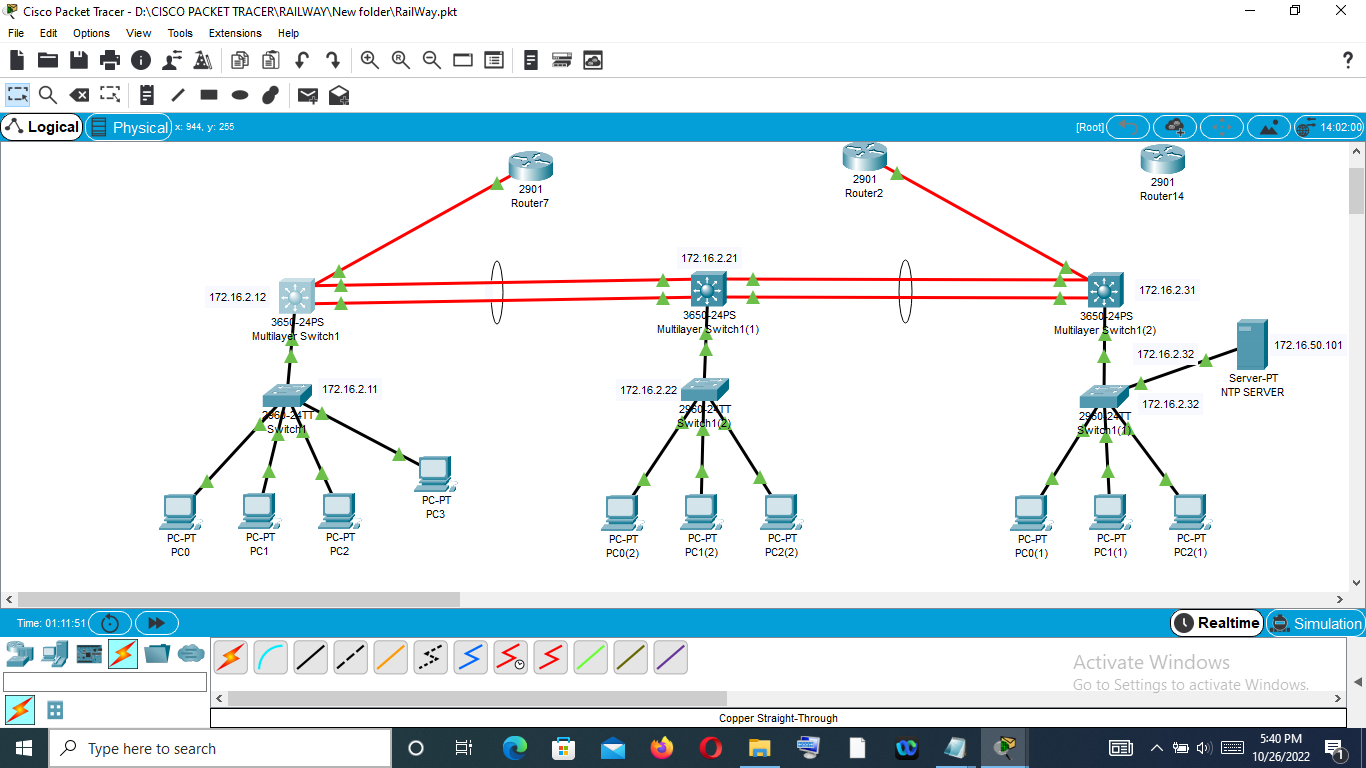 Cisco Packet Tracer - D:\CISCO PACKET TRACER\RAILWAY\New folder\RailWay.pkt
File Edit Options View Tools Extensions Help
Logical Physical x: 944, y: 255 [Root] 14:02:00
2901
Router7
2901
Router2
2901
Router14
172.16.2.12
3650-24PS
Multilayer Switch1
172.16.2.21
3650-24PS
Multilayer Switch1(1)
172.16.2.31
3650-24PS
Multilayer Switch1(2)
172.16.2.11
2960-24TT
Switch1
172.16.2.22
2960-24TT
Switch1(2)
172.16.2.32
172.16.2.32
2960-24TT
Switch1(1)
172.16.50.101
Server-PT
NTP SERVER
PC-PT
PC3
PC-PT
PC0
PC-PT
PC1
PC-PT
PC2
PC-PT
PC0(2)
PC-PT
PC1(2)
PC-PT
PC2(2)
PC-PT
PC0(1)
PC-PT
PC1(1)
PC-PT
PC2(1)
Time: 01:11:51 Realtime Simulation
Activate Windows
Go to Settings to activate Windows.
Copper Straight-Through
Type here to search
5:40 PM
10/26/2022
1